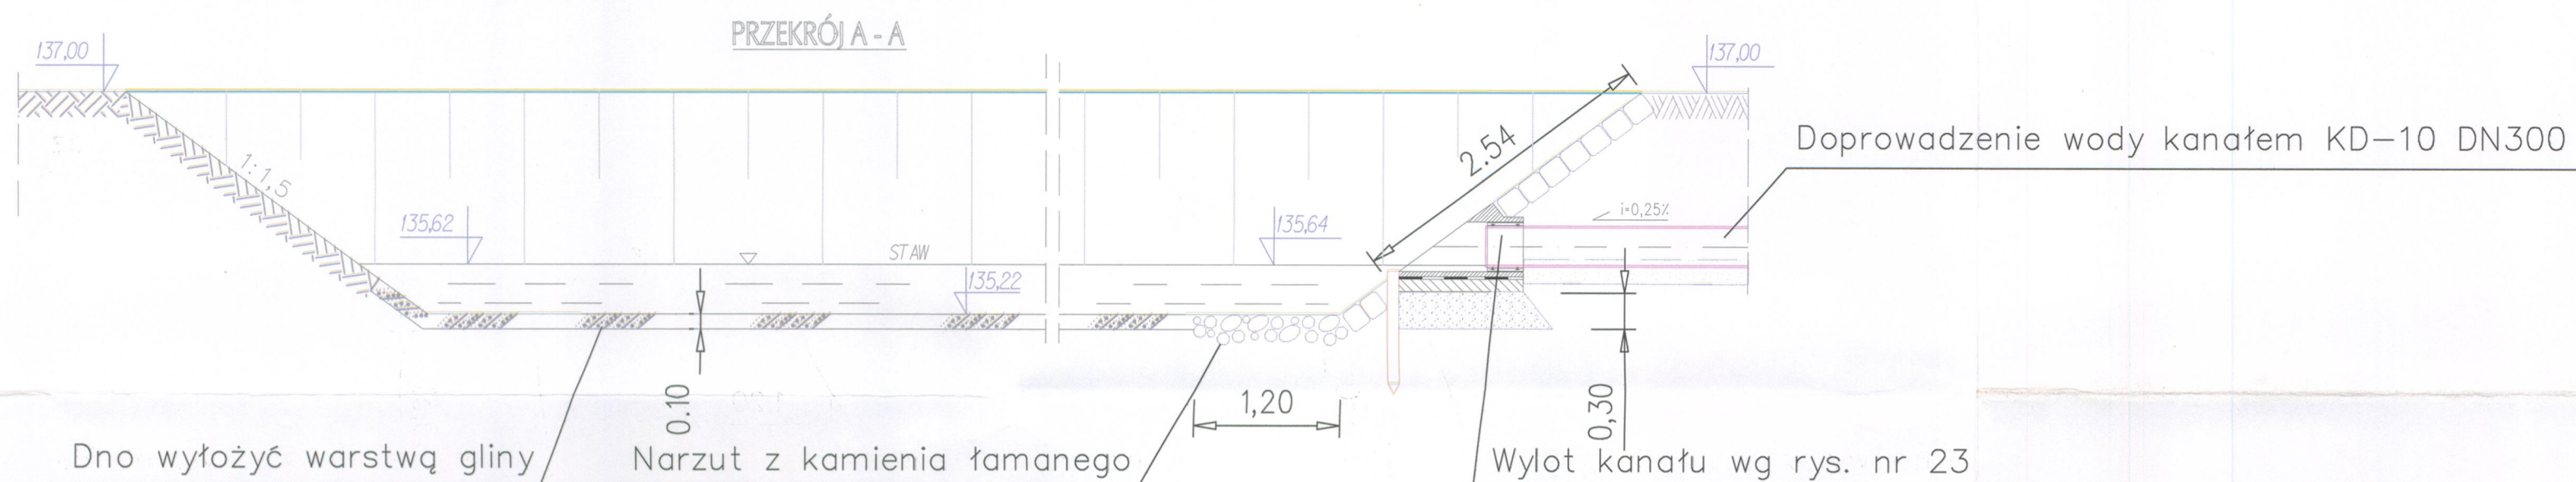 PRZEKRÓJ A - A
137,00
137,00
2.54
Doprowadzenie wody kanałem KD-10 DN300
1:1,5
135,62
STAW
135,64
i=0,25%
135,22
0.10
1,20
0,30
Dno wyłożyć warstwą gliny
Narzut z kamienia łamanego
Wylot kanału wg rys. nr 23